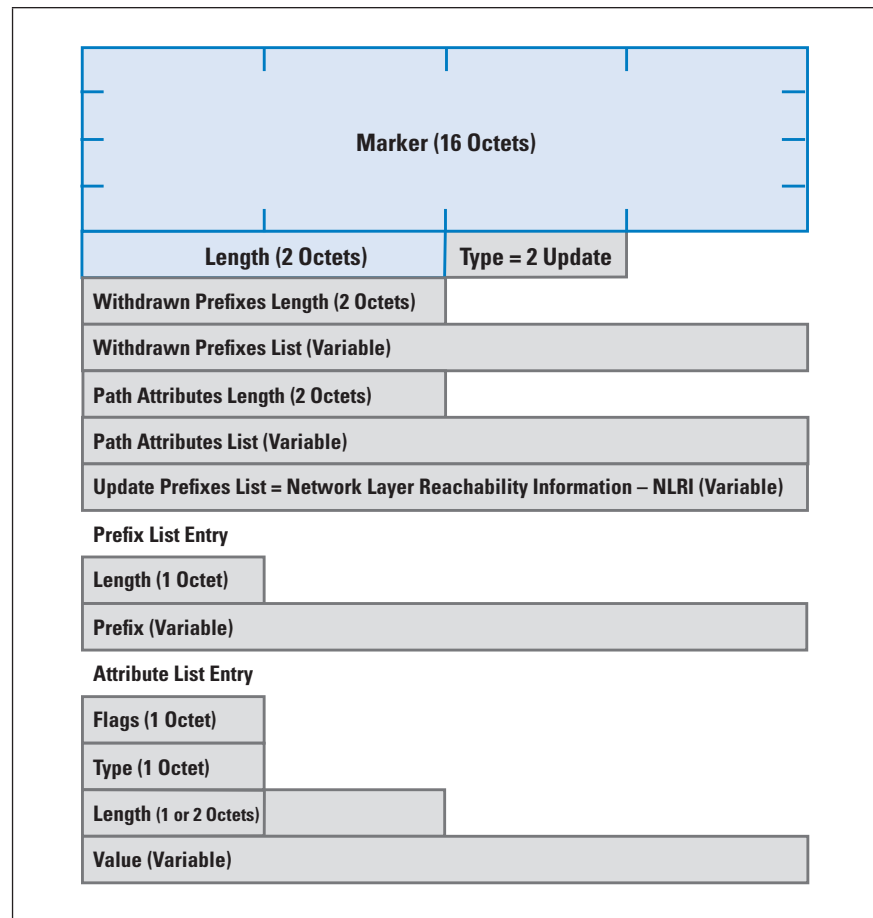 Marker (16 Octets)
Length (2 Octets) Type = 2 Update
Withdrawn Prefixes Length (2 Octets)
Withdrawn Prefixes List (Variable)
Path Attributes Length (2 Octets)
Path Attributes List (Variable)
Update Prefixes List = Network Layer Reachability Information – NLRI (Variable)
Prefix List Entry
Length (1 Octet)
Prefix (Variable)
Attribute List Entry
Flags (1 Octet)
Type (1 Octet)
Length (1 or 2 Octets)
Value (Variable)